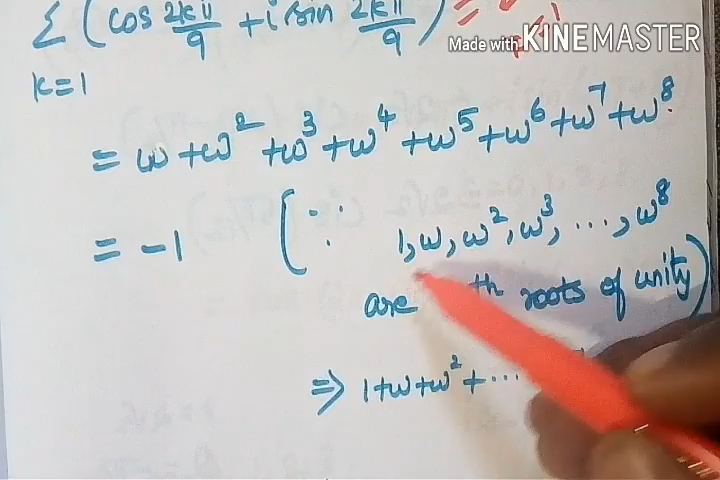 Σ (cos 2kπ/9 + i sin 2kπ/9) =
k=1
Made with KINEMASTER
= ω + ω² + ω³ + ω⁴ + ω⁵ + ω⁶ + ω⁷ + ω⁸
= -1 (∵ 1, ω, ω², ω³, ..., ω⁸
are th roots of unity)
⇒ 1+ω+ω²+...